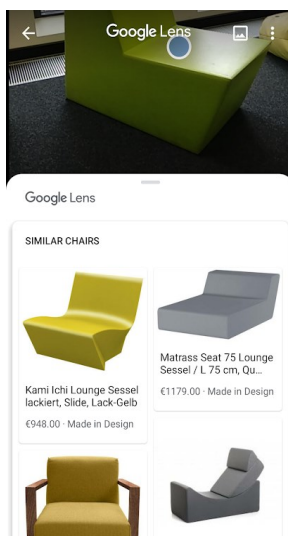 Google Lens
Google Lens
SIMILAR CHAIRS
Kami Ichi Lounge Sessel
lackiert, Slide, Lack-Gelb
€948.00 · Made in Design
Matrass Seat 75 Lounge
Sessel / L 75 cm, Qu...
€1179.00 · Made in Design